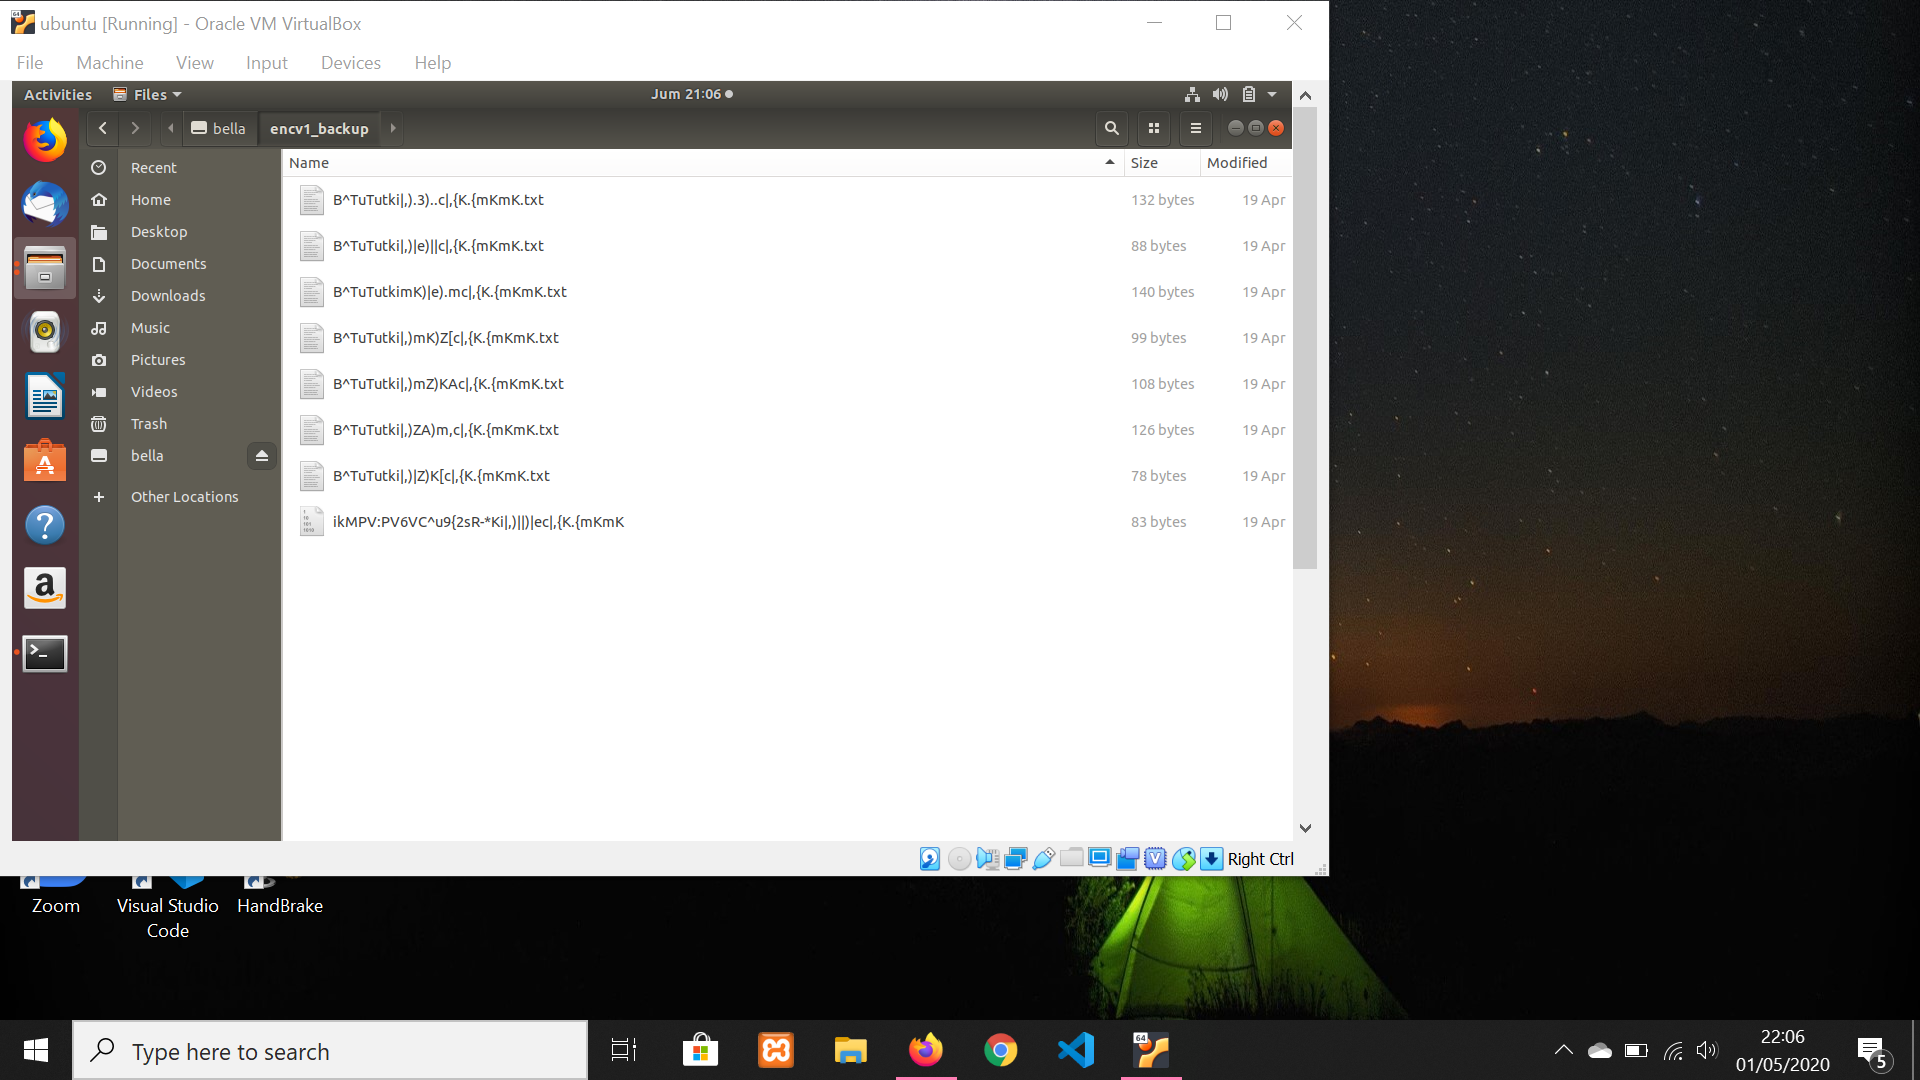 ubuntu [Running] - Oracle VM VirtualBox
File Machine View Input Devices Help
Activities Files Jum 21:06
bella encv1_backup
Name Size Modified
Recent
Home
Desktop
Documents
Downloads
Music
Pictures
Videos
Trash
bella
Other Locations
B^TuTutki|,).3)..c|,{K.{mKmK.txt 132 bytes 19 Apr
B^TuTutki|,)|e)||c|,{K.{mKmK.txt 88 bytes 19 Apr
B^TuTutkimK)|e).mc|,{K.{mKmK.txt 140 bytes 19 Apr
B^TuTutki|,)mK)Z[c|,{K.{mKmK.txt 99 bytes 19 Apr
B^TuTutki|,)mZ)KAc|,{K.{mKmK.txt 108 bytes 19 Apr
B^TuTutki|,)ZA)m,c|,{K.{mKmK.txt 126 bytes 19 Apr
B^TuTutki|,)|Z)K[c|,{K.{mKmK.txt 78 bytes 19 Apr
ikMPV:PV6VC^u9{2sR-*Ki|,)||)|ec|,{K.{mKmK 83 bytes 19 Apr
Right Ctrl
Zoom
Visual Studio
Code
HandBrake
Type here to search
22:06
01/05/2020
5